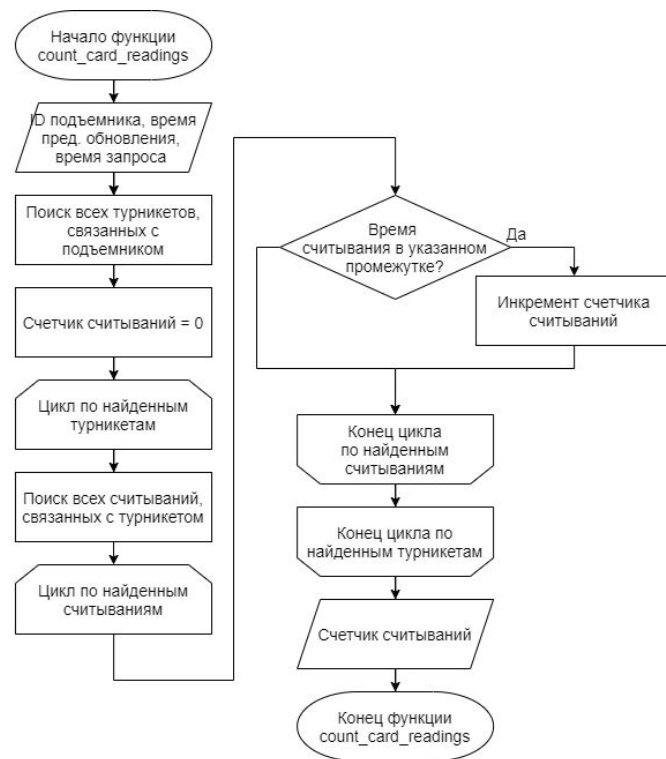 Начало функции
count_card_readings
ID подъемника, время
пред. обновления,
время запроса
Поиск всех турникетов,
связанных с
подъемником
Счетчик считываний = 0
Цикл по найденным
турникетам
Поиск всех считываний,
связанных с турникетом
Цикл по найденным
считываниям
Время
считывания в указанном
промежутке?
Да
Инкремент счетчика
считываний
Конец цикла
по найденным
считываниям
Конец цикла по
найденным турникетам
Счетчик считываний
Конец функции
count_card_readings